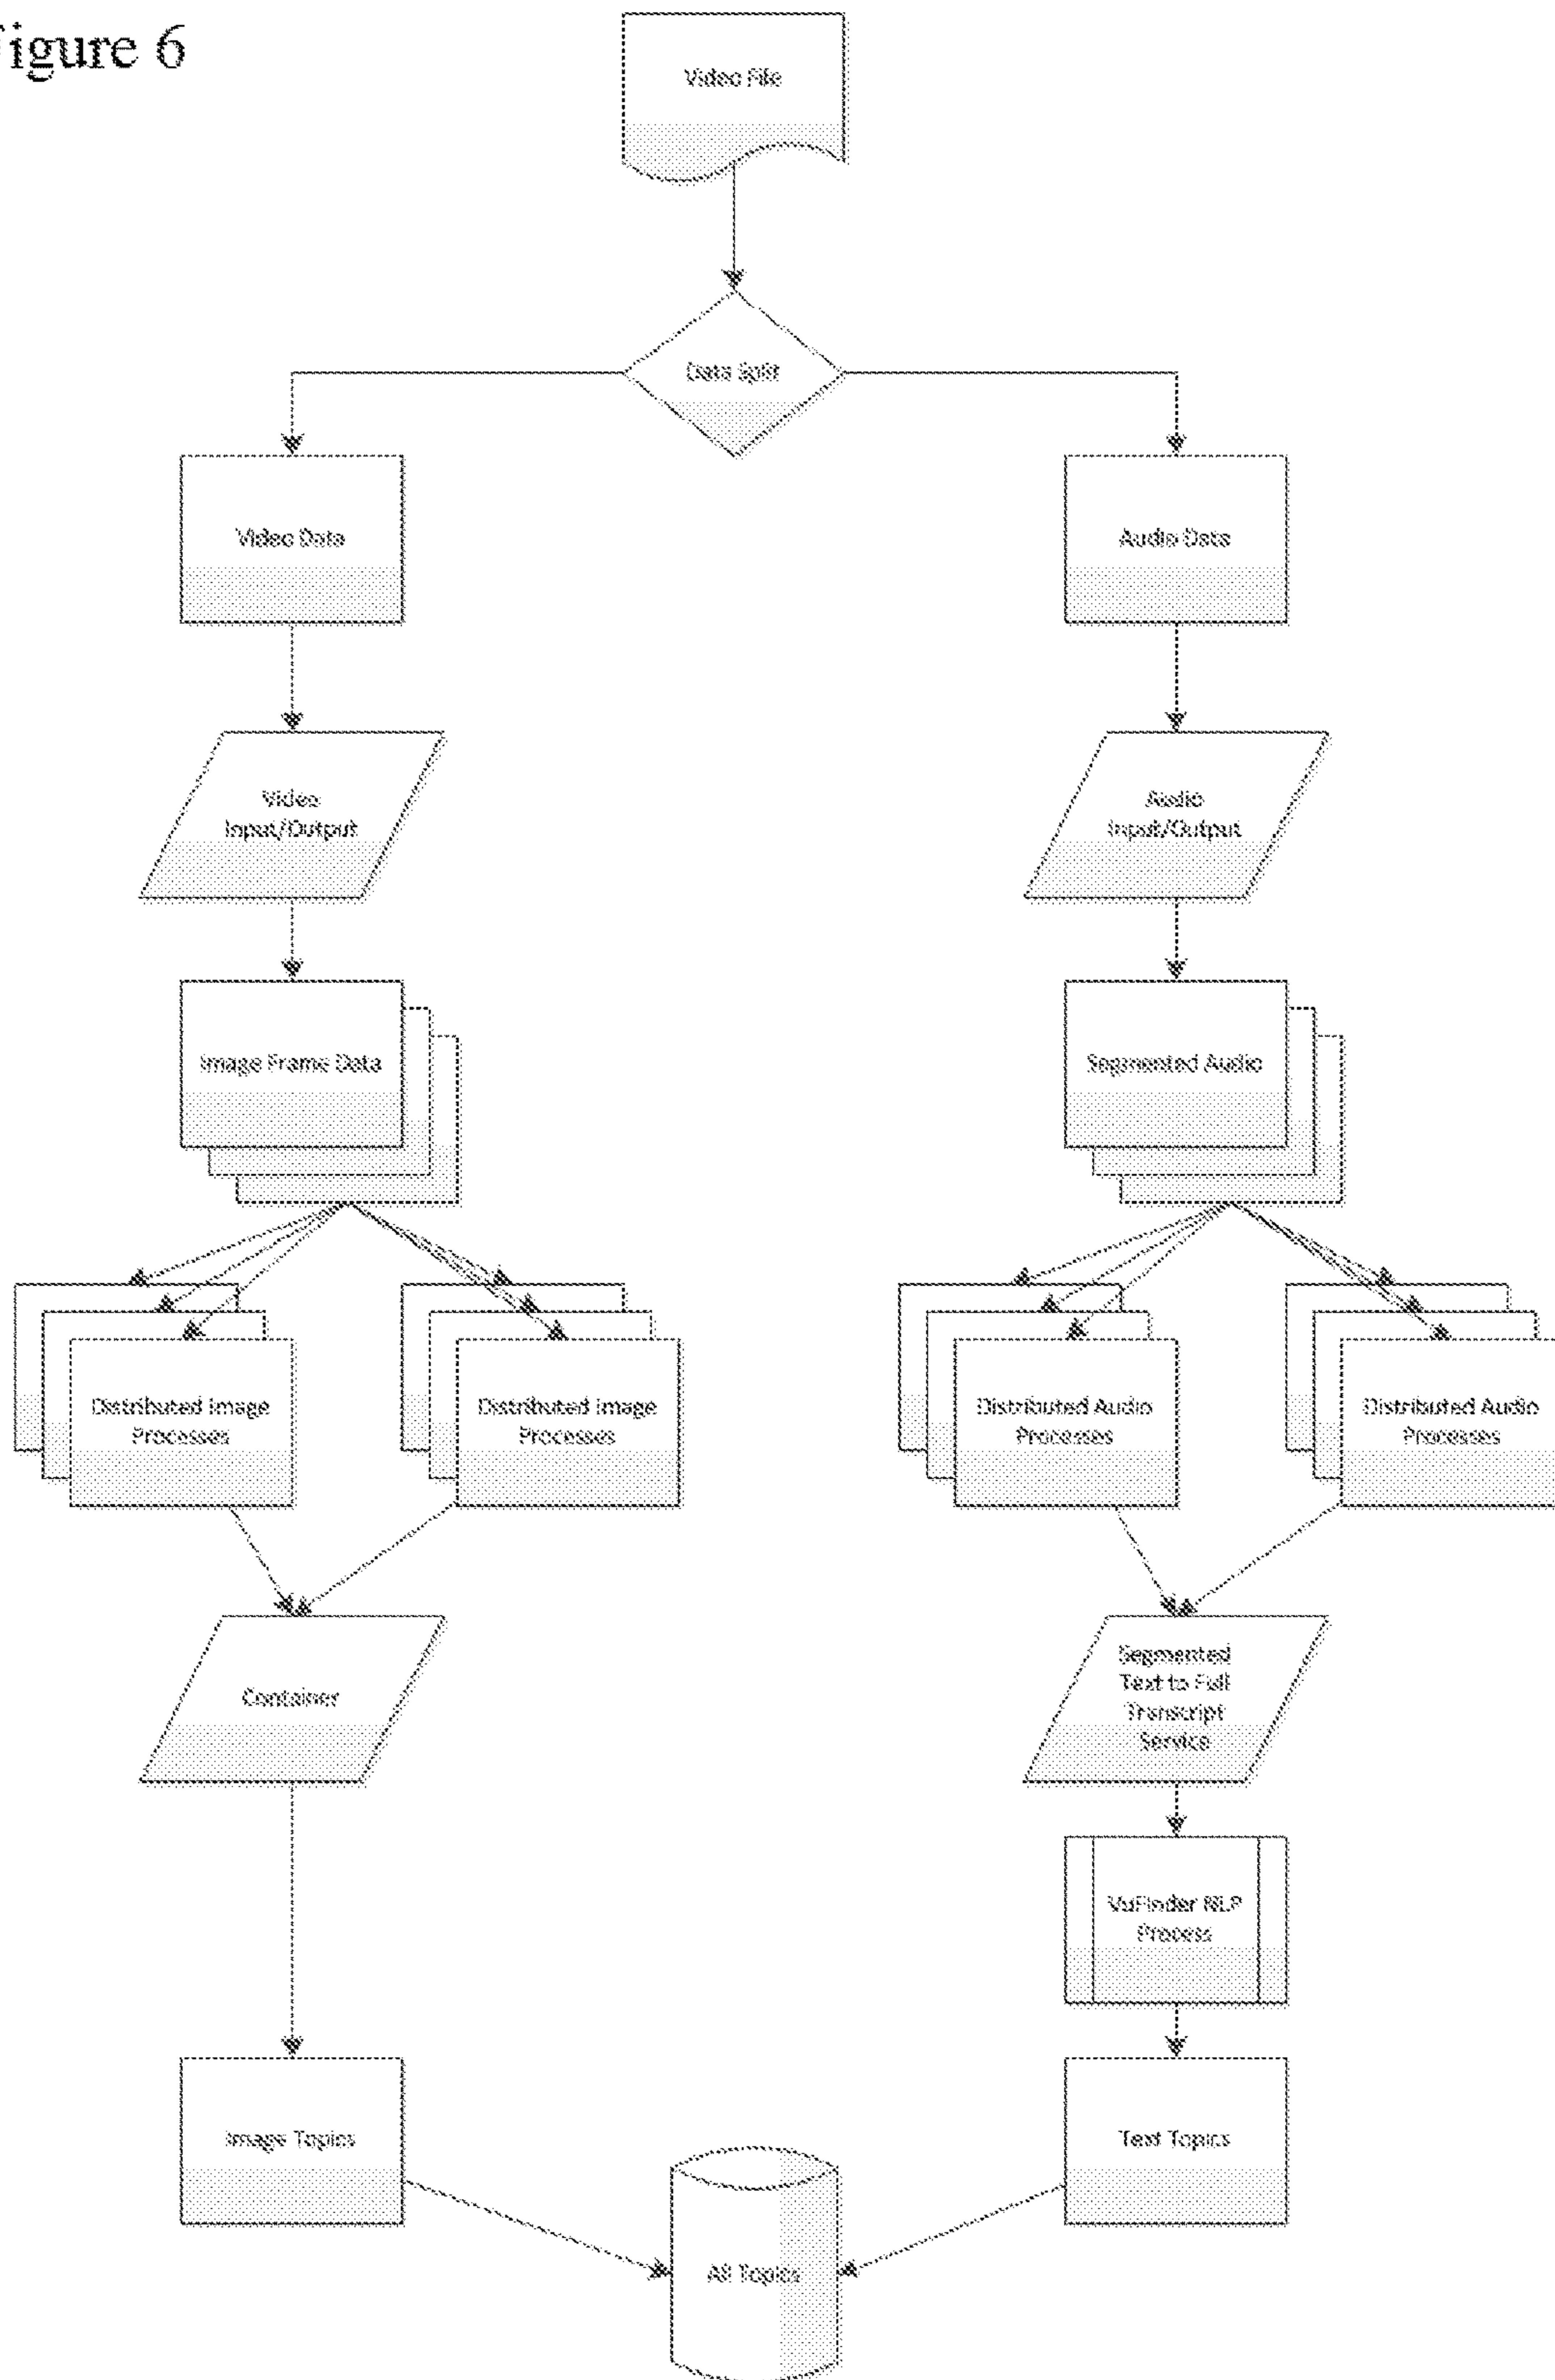 Figure 6
Video File
Data Split
Video Data
Audio Data
Video
Input/Output
Audio
Input/Output
Image Frame Data
Segmented Audio
Distributed Image
Processes
Distributed Image
Processes
Distributed Audio
Processes
Distributed Audio
Processes
Container
Segmented
Text to Full
Transcript
Service
VuFinder NLP
Process
Image Topics
Text Topics
All Topics